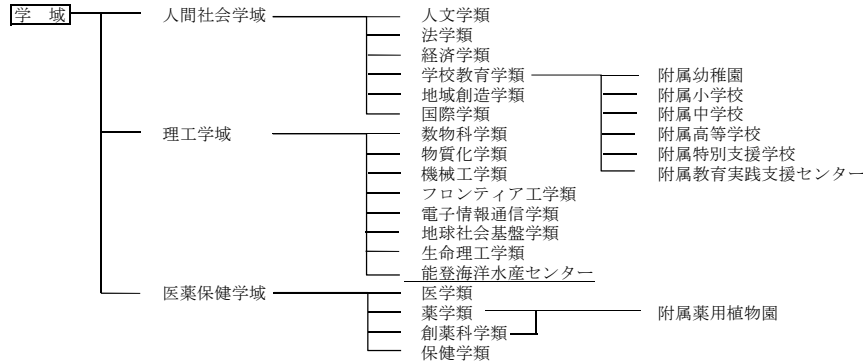 学 域 人間社会学域 人文学類
法学類
経済学類
学校教育学類 附属幼稚園
地域創造学類 附属小学校
国際学類 附属中学校
理工学域 数物科学類 附属高等学校
物質化学類 附属特別支援学校
機械工学類 附属教育実践支援センター
フロンティア工学類
電子情報通信学類
地球社会基盤学類
生命理工学類
能登海洋水産センター
医薬保健学域 医学類
薬学類 附属薬用植物園
創薬科学類
保健学類